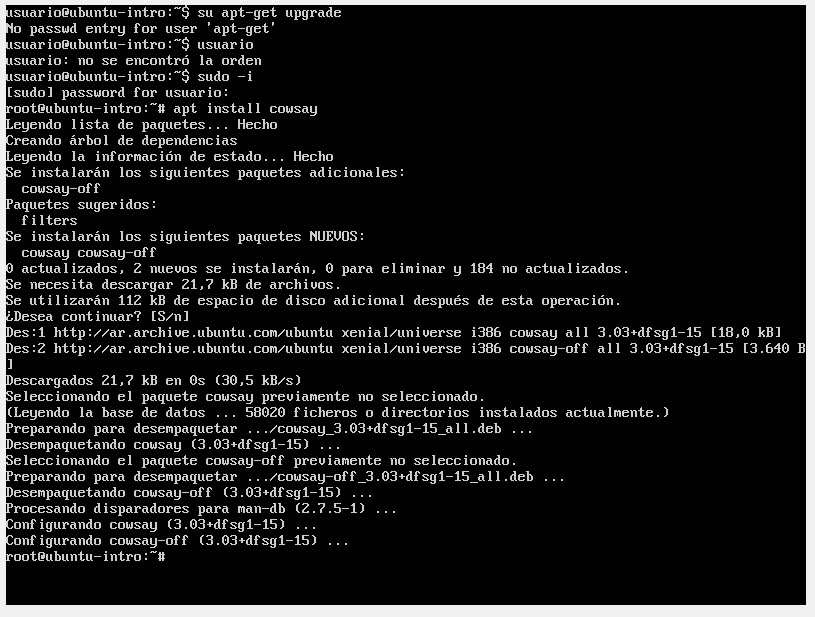 usuario@ubuntu-intro:~$ su apt-get upgrade
No passwd entry for user 'apt-get'
usuario@ubuntu-intro:~$ usuario
usuario: no se encontró la orden
usuario@ubuntu-intro:~$ sudo -i
[sudo] password for usuario:
root@ubuntu-intro:~# apt install cowsay
Leyendo lista de paquetes... Hecho
Creando árbol de dependencias
Leyendo la información de estado... Hecho
Se instalarán los siguientes paquetes adicionales:
  cowsay-off
Paquetes sugeridos:
  filters
Se instalarán los siguientes paquetes NUEVOS:
  cowsay cowsay-off
0 actualizados, 2 nuevos se instalarán, 0 para eliminar y 184 no actualizados.
Se necesita descargar 21,7 kB de archivos.
Se utilizarán 112 kB de espacio de disco adicional después de esta operación.
¿Desea continuar? [S/n]
Des:1 http://ar.archive.ubuntu.com/ubuntu xenial/universe i386 cowsay all 3.03+dfsg1-15 [18,0 kB]
Des:2 http://ar.archive.ubuntu.com/ubuntu xenial/universe i386 cowsay-off all 3.03+dfsg1-15 [3.640 B
]
Descargados 21,7 kB en 0s (30,5 kB/s)
Seleccionando el paquete cowsay previamente no seleccionado.
(Leyendo la base de datos ... 58020 ficheros o directorios instalados actualmente.)
Preparando para desempaquetar .../cowsay_3.03+dfsg1-15_all.deb ...
Desempaquetando cowsay (3.03+dfsg1-15) ...
Seleccionando el paquete cowsay-off previamente no seleccionado.
Preparando para desempaquetar .../cowsay-off_3.03+dfsg1-15_all.deb ...
Desempaquetando cowsay-off (3.03+dfsg1-15) ...
Procesando disparadores para man-db (2.7.5-1) ...
Configurando cowsay (3.03+dfsg1-15) ...
Configurando cowsay-off (3.03+dfsg1-15) ...
root@ubuntu-intro:~#